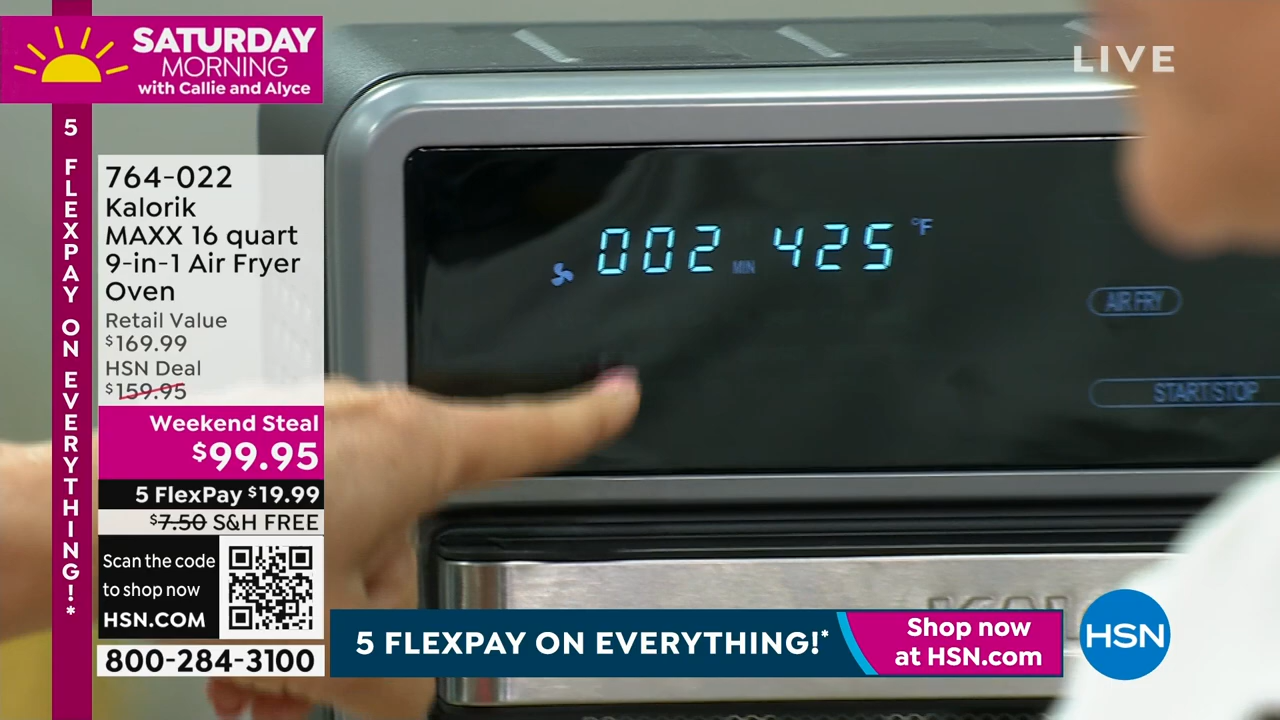 SATURDAY
MORNING
with Callie and Alyce
LIVE
5 FLEXPAY ON EVERYTHING!*
764-022
Kalorik
MAXX 16 quart
9-in-1 Air Fryer
Oven
Retail Value
$169.99
HSN Deal
$159.95
Weekend Steal
$99.95
5 FlexPay $19.99
$7.50 S&H FREE
Scan the code
to shop now
HSN.COM
800-284-3100
002 MIN 425 °F
AIR FRY
START/STOP
5 FLEXPAY ON EVERYTHING!*
Shop now
at HSN.com
HSN